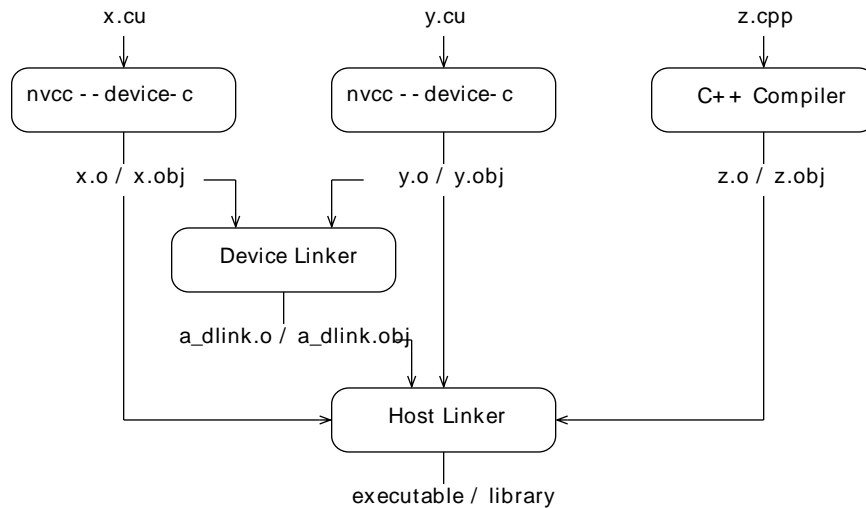 x.cu y.cu z.cpp
nvcc --device-c nvcc --device-c C++ Compiler
x.o / x.obj y.o / y.obj z.o / z.obj
Device Linker
a_dlink.o / a_dlink.obj
Host Linker
executable / library